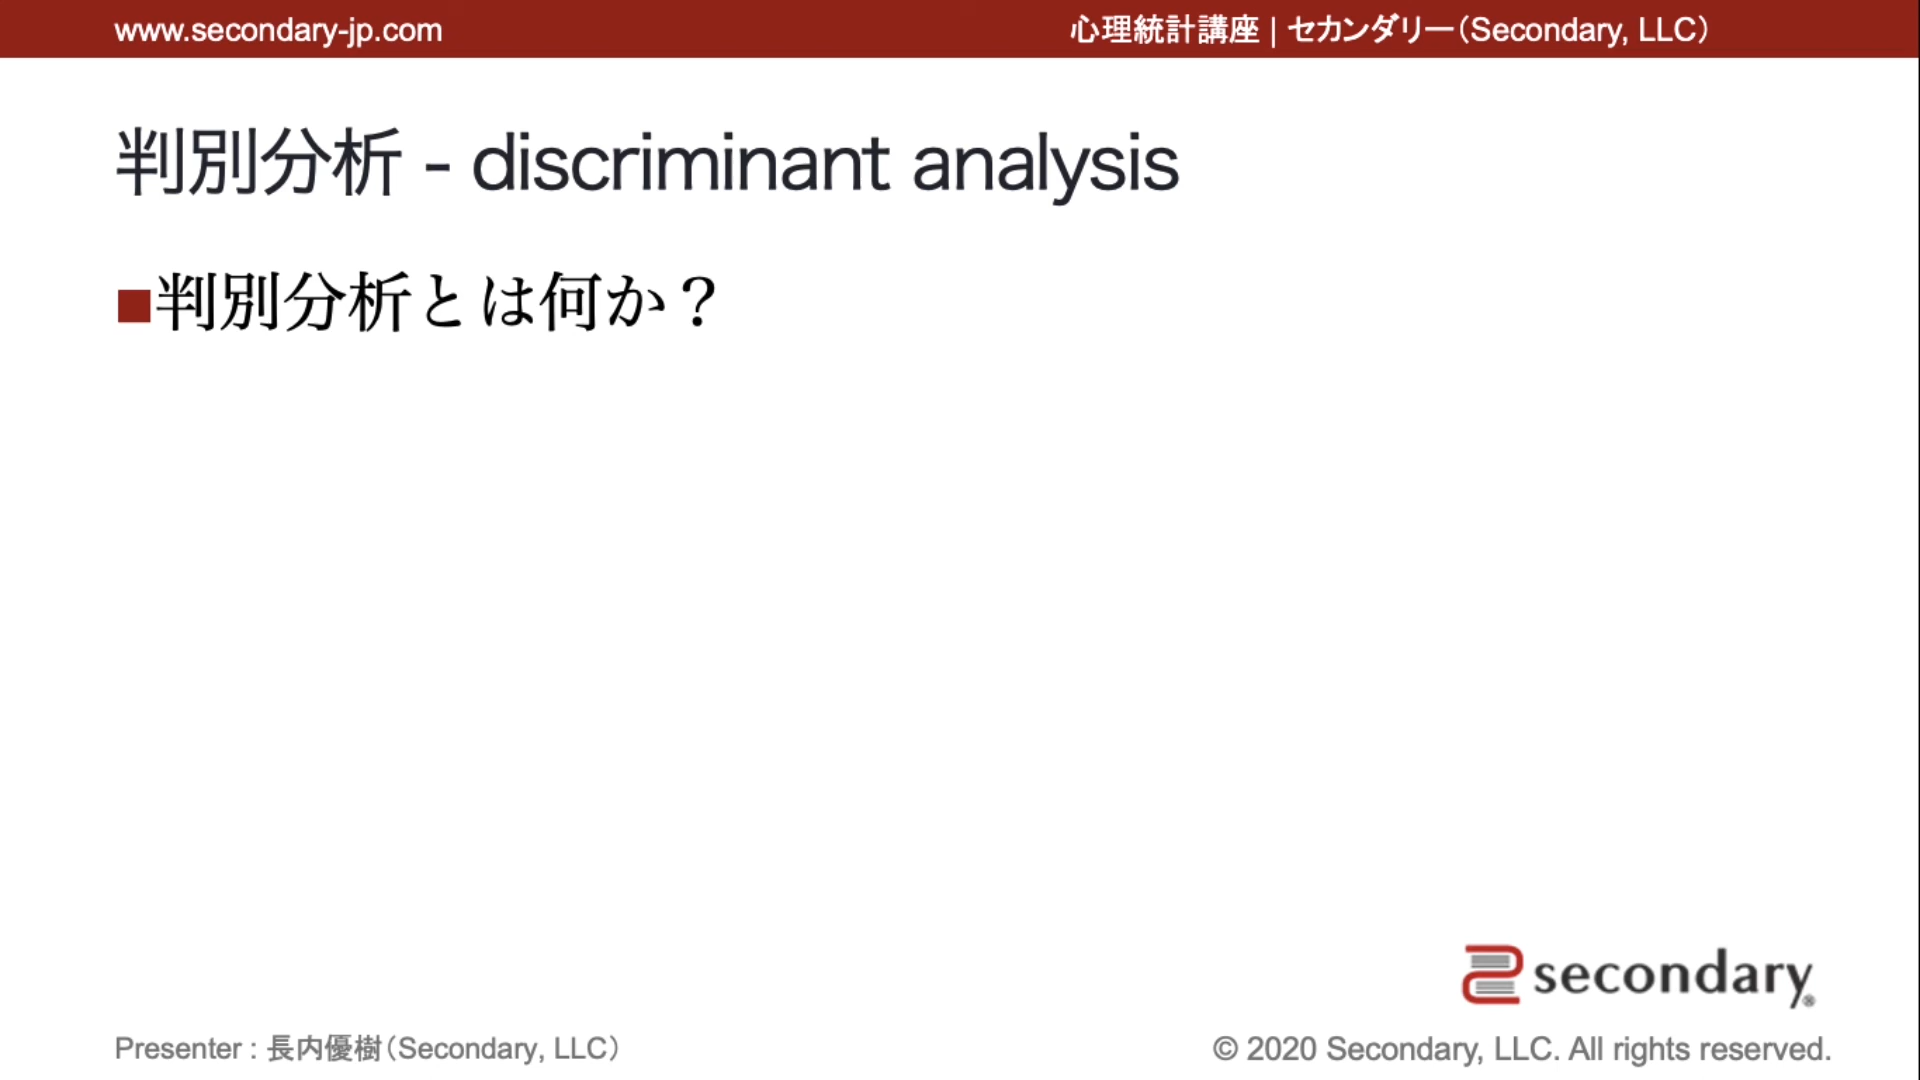 www.secondary-jp.com
心理統計講座 | セカンダリー（Secondary, LLC）
判別分析 - discriminant analysis
■判別分析とは何か？
secondary®
Presenter : 長内優樹（Secondary, LLC）
© 2020 Secondary, LLC. All rights reserved.